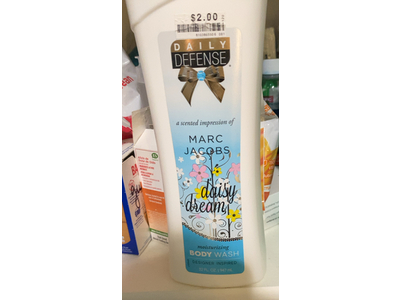 $2.00
DAILY
DEFENSE
a scented impression of
MARC
JACOBS
daisy
dream
moisturizing
BODY WASH